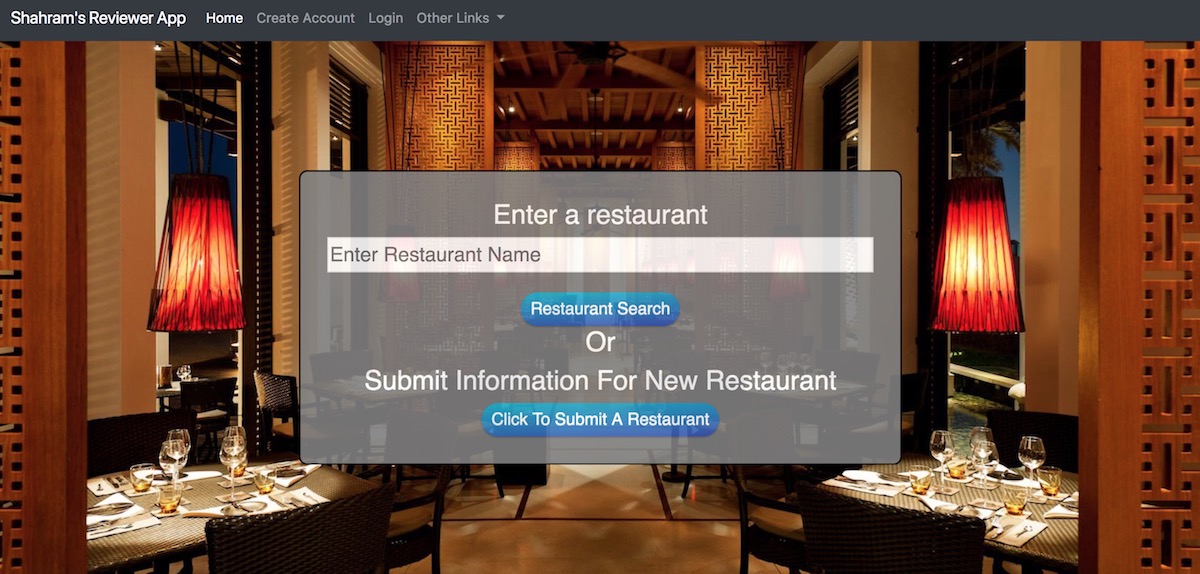 Shahram's Reviewer App Home Create Account Login Other Links
Enter a restaurant
Enter Restaurant Name
Restaurant Search
Or
Submit Information For New Restaurant
Click To Submit A Restaurant